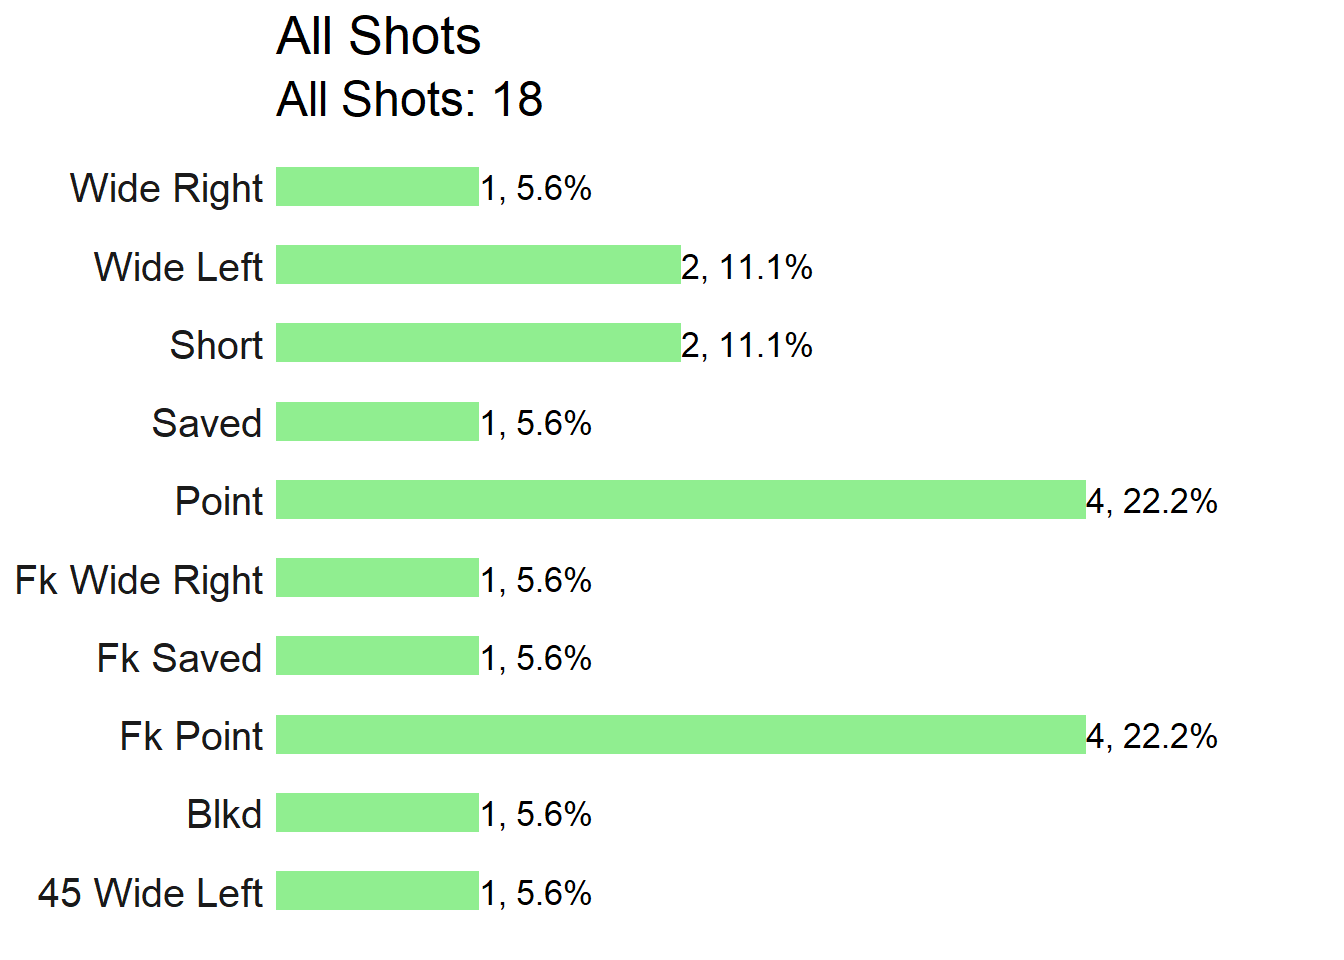 All Shots
All Shots: 18
Wide Right 1, 5.6%
Wide Left 2, 11.1%
Short 2, 11.1%
Saved 1, 5.6%
Point 4, 22.2%
Fk Wide Right 1, 5.6%
Fk Saved 1, 5.6%
Fk Point 4, 22.2%
Blkd 1, 5.6%
45 Wide Left 1, 5.6%